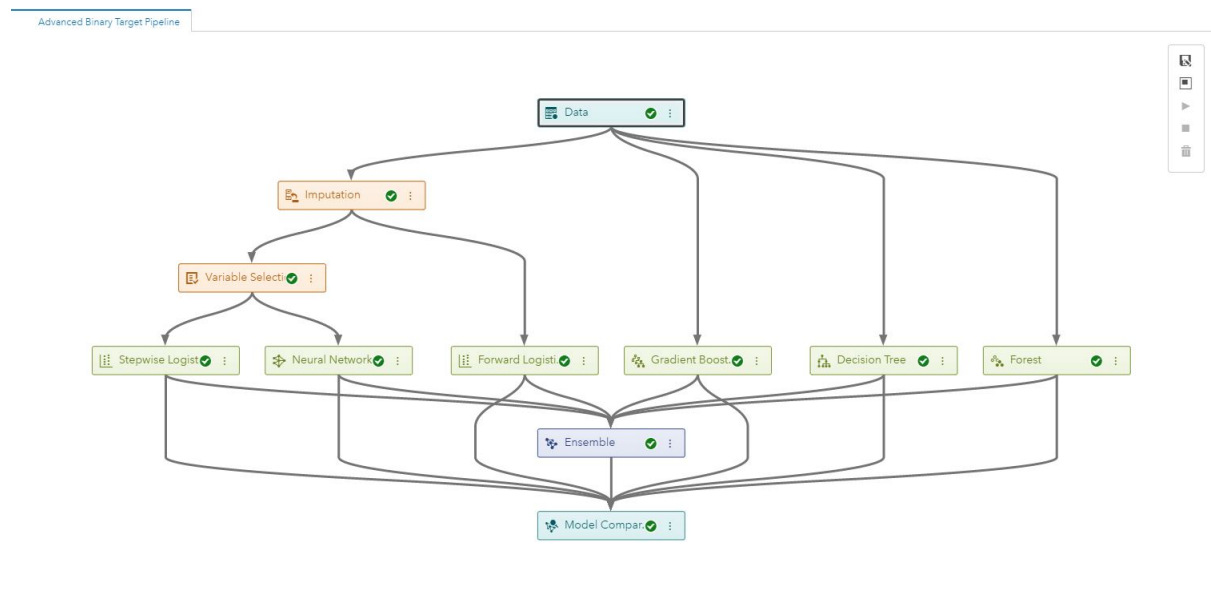 Advanced Binary Target Pipeline
Data
Imputation
Variable Selecti
Stepwise Logist
Neural Network
Forward Logisti.
Gradient Boost.
Decision Tree
Forest
Ensemble
Model Compar.